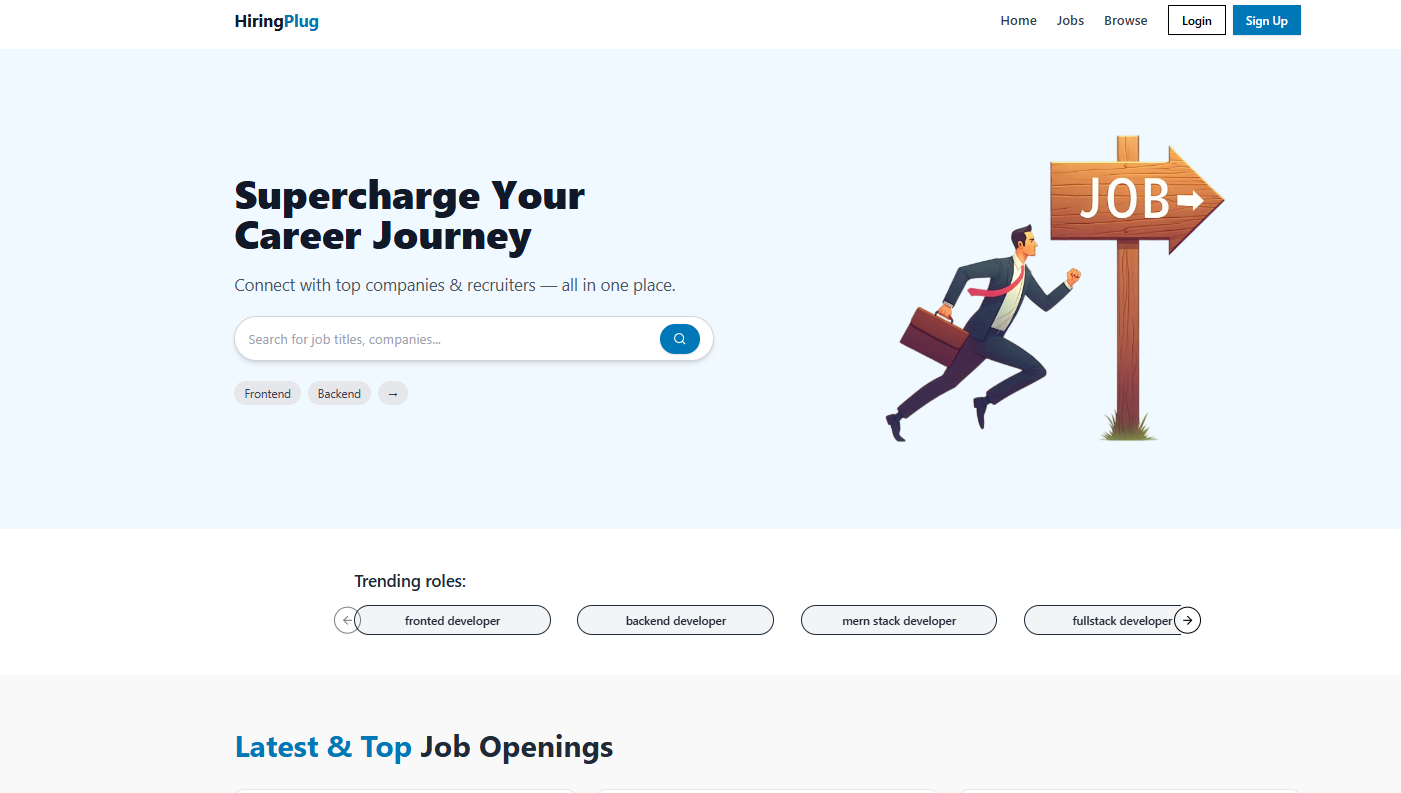 HiringPlug
Home Jobs Browse Login Sign Up
JOB
Supercharge Your
Career Journey
Connect with top companies & recruiters — all in one place.
Search for job titles, companies...
Frontend Backend →
Trending roles:
fronted developer backend developer mern stack developer fullstack developer
Latest & Top Job Openings